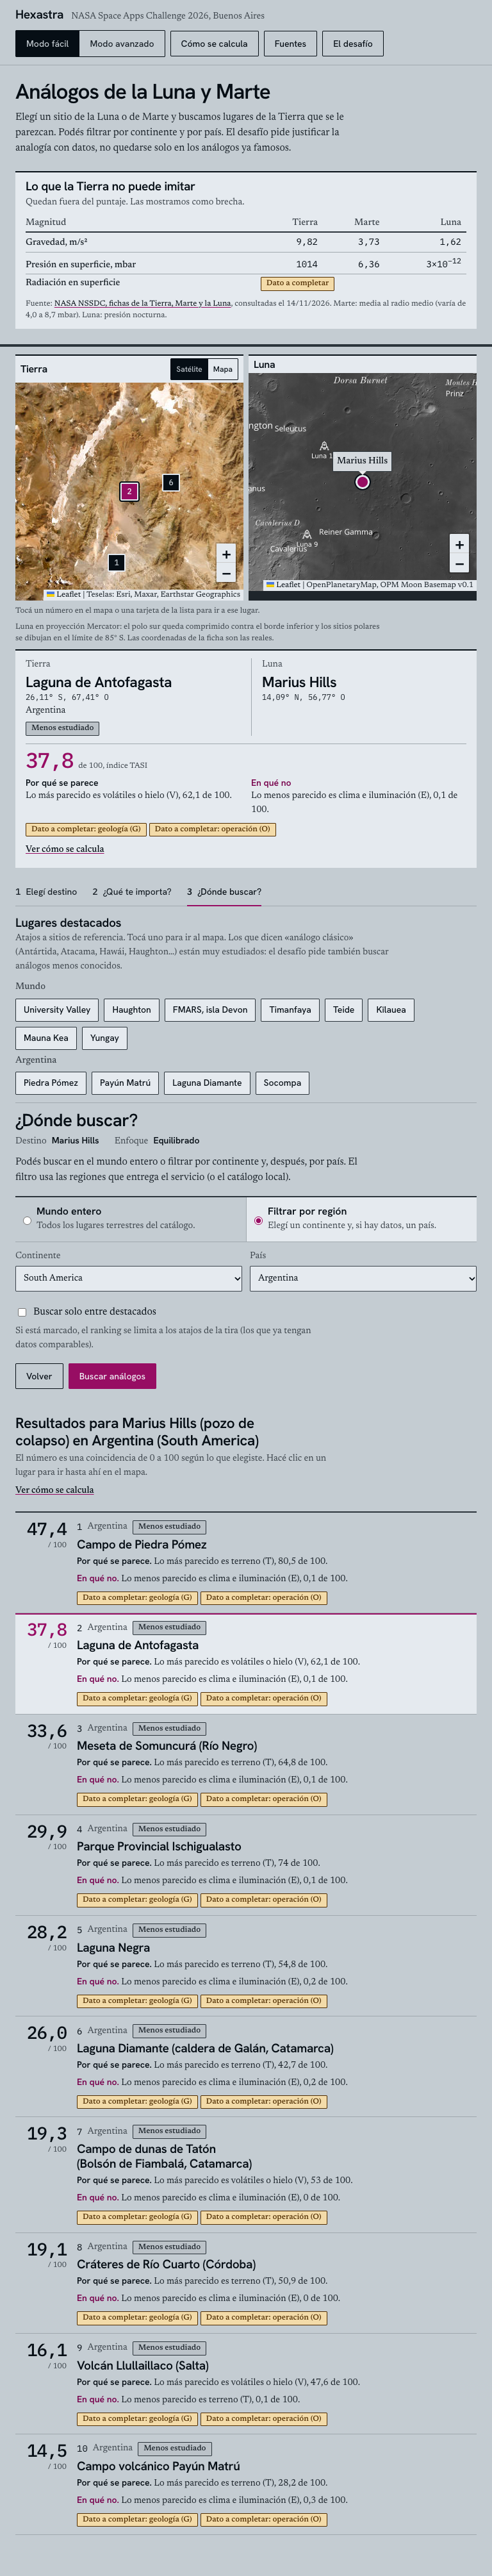 Hexastra NASA Space Apps Challenge 2026, Buenos Aires
Modo fácil Modo avanzado Cómo se calcula Fuentes El desafío
Análogos de la Luna y Marte
Elegí un sitio de la Luna o de Marte y buscamos lugares de la Tierra que se le
parezcan. Podés filtrar por continente y por país. El desafío pide justificar la
analogía con datos, no quedarse solo en los análogos ya famosos.
Lo que la Tierra no puede imitar
Quedan fuera del puntaje. Las mostramos como brecha.
Magnitud Tierra Marte Luna
Gravedad, m/s² 9,82 3,73 1,62
Presión en superficie, mbar 1014 6,36 3×10⁻¹²
Radiación en superficie Dato a completar
Fuente: NASA NSSDC, fichas de la Tierra, Marte y la Luna, consultadas el 14/11/2026. Marte: media al radio medio (varía de
4,0 a 8,7 mbar). Luna: presión nocturna.
Tierra Satélite Mapa
6
2
1
+
−
Leaflet | Teselas: Esri, Maxar, Earthstar Geographics
Luna
Dorsa Burnet
Montes H
Prinz
ngton Seleucus
Luna 1
Marius Hills
anus
Cavalerius D
Reiner Gamma
Luna 9
Cavalerius
+
−
Leaflet | OpenPlanetaryMap, OPM Moon Basemap v0.1
Tocá un número en el mapa o una tarjeta de la lista para ir a ese lugar.
Luna en proyección Mercator: el polo sur queda comprimido contra el borde inferior y los sitios polares
se dibujan en el límite de 85° S. Las coordenadas de la ficha son las reales.
Tierra
Laguna de Antofagasta
26,11° S, 67,41° O
Argentina
Menos estudiado
Luna
Marius Hills
14,09° N, 56,77° O
37,8 de 100, índice TASI
Por qué se parece
Lo más parecido es volátiles o hielo (V), 62,1 de 100.
En qué no
Lo menos parecido es clima e iluminación (E), 0,1 de
100.
Dato a completar: geología (G) Dato a completar: operación (O)
Ver cómo se calcula
1 Elegí destino 2 ¿Qué te importa? 3 ¿Dónde buscar?
Lugares destacados
Atajos a sitios de referencia. Tocá uno para ir al mapa. Los que dicen «análogo clásico»
(Antártida, Atacama, Hawái, Haughton...) están muy estudiados: el desafío pide también buscar
análogos menos conocidos.
Mundo
University Valley Haughton FMARS, isla Devon Timanfaya Teide Kilauea
Mauna Kea Yungay
Argentina
Piedra Pómez Payún Matrú Laguna Diamante Socompa
¿Dónde buscar?
Destino Marius Hills Enfoque Equilibrado
Podés buscar en el mundo entero o filtrar por continente y, después, por país. El
filtro usa las regiones que entrega el servicio (o el catálogo local).
Mundo entero
Todos los lugares terrestres del catálogo.
Filtrar por región
Elegí un continente y, si hay datos, un país.
Continente País
South America Argentina
Buscar solo entre destacados
Si está marcado, el ranking se limita a los atajos de la tira (los que ya tengan
datos comparables).
Volver Buscar análogos
Resultados para Marius Hills (pozo de
colapso) en Argentina (South America)
El número es una coincidencia de 0 a 100 según lo que elegiste. Hacé clic en un
lugar para ir hasta ahí en el mapa.
Ver cómo se calcula
47,4 / 100
1 Argentina Menos estudiado
Campo de Piedra Pómez
Por qué se parece. Lo más parecido es terreno (T), 80,5 de 100.
En qué no. Lo menos parecido es clima e iluminación (E), 0,1 de 100.
Dato a completar: geología (G) Dato a completar: operación (O)
37,8 / 100
2 Argentina Menos estudiado
Laguna de Antofagasta
Por qué se parece. Lo más parecido es volátiles o hielo (V), 62,1 de 100.
En qué no. Lo menos parecido es clima e iluminación (E), 0,1 de 100.
Dato a completar: geología (G) Dato a completar: operación (O)
33,6 / 100
3 Argentina Menos estudiado
Meseta de Somuncurá (Río Negro)
Por qué se parece. Lo más parecido es terreno (T), 64,8 de 100.
En qué no. Lo menos parecido es clima e iluminación (E), 0,1 de 100.
Dato a completar: geología (G) Dato a completar: operación (O)
29,9 / 100
4 Argentina Menos estudiado
Parque Provincial Ischigualasto
Por qué se parece. Lo más parecido es terreno (T), 74 de 100.
En qué no. Lo menos parecido es clima e iluminación (E), 0,1 de 100.
Dato a completar: geología (G) Dato a completar: operación (O)
28,2 / 100
5 Argentina Menos estudiado
Laguna Negra
Por qué se parece. Lo más parecido es terreno (T), 54,8 de 100.
En qué no. Lo menos parecido es clima e iluminación (E), 0,2 de 100.
Dato a completar: geología (G) Dato a completar: operación (O)
26,0 / 100
6 Argentina Menos estudiado
Laguna Diamante (caldera de Galán, Catamarca)
Por qué se parece. Lo más parecido es terreno (T), 42,7 de 100.
En qué no. Lo menos parecido es clima e iluminación (E), 0,2 de 100.
Dato a completar: geología (G) Dato a completar: operación (O)
19,3 / 100
7 Argentina Menos estudiado
Campo de dunas de Tatón
(Bolsón de Fiambalá, Catamarca)
Por qué se parece. Lo más parecido es volátiles o hielo (V), 53 de 100.
En qué no. Lo menos parecido es clima e iluminación (E), 0 de 100.
Dato a completar: geología (G) Dato a completar: operación (O)
19,1 / 100
8 Argentina Menos estudiado
Cráteres de Río Cuarto (Córdoba)
Por qué se parece. Lo más parecido es terreno (T), 50,9 de 100.
En qué no. Lo menos parecido es clima e iluminación (E), 0 de 100.
Dato a completar: geología (G) Dato a completar: operación (O)
16,1 / 100
9 Argentina Menos estudiado
Volcán Llullaillaco (Salta)
Por qué se parece. Lo más parecido es volátiles o hielo (V), 47,6 de 100.
En qué no. Lo menos parecido es terreno (T), 0,1 de 100.
Dato a completar: geología (G) Dato a completar: operación (O)
14,5 / 100
10 Argentina Menos estudiado
Campo volcánico Payún Matrú
Por qué se parece. Lo más parecido es terreno (T), 28,2 de 100.
En qué no. Lo menos parecido es clima e iluminación (E), 0,3 de 100.
Dato a completar: geología (G) Dato a completar: operación (O)